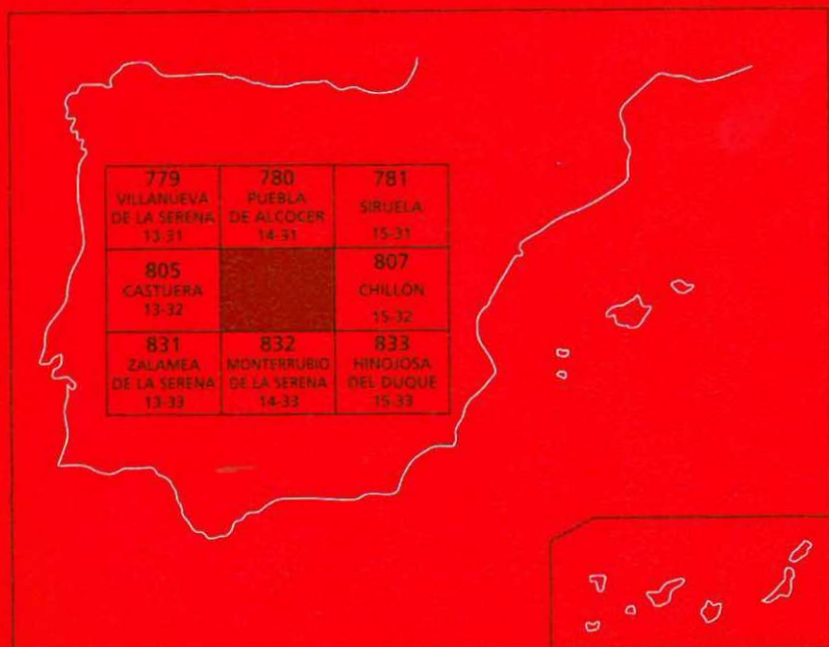 779
VILLANUEVA
DE LA SERENA
13-31
780
PUEBLA
DE ALCOCER
14-31
781
SIRUELA
15-31
805
CASTUERA
13-32
807
CHILLÓN
15-32
831
ZALAMEA
DE LA SERENA
13-33
832
MONTERRUBIO
DE LA SERENA
14-33
833
HINOJOSA
DEL DUQUE
15-33